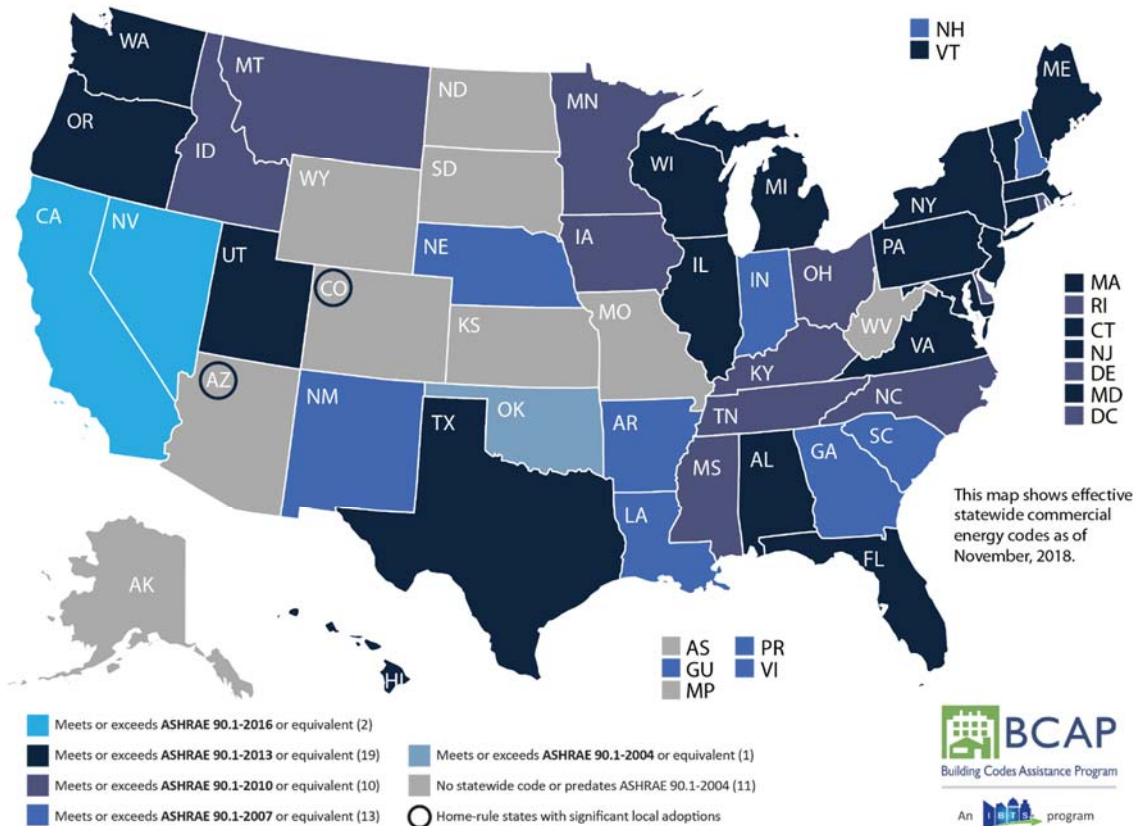 NH
VT
WA
MT
ND
MN
ME
OR
ID
SD
WI
MI
WY
NY
CA
NV
IA
NE
PA
UT
IL
IN
OH
CO
MO
WV
KS
VA
MA
RI
CT
NJ
DE
MD
DC
KY
AZ
NM
OK
NC
TN
TX
AR
SC
MS
AL
GA
LA
This map shows effective
statewide commercial
energy codes as of
November, 2018.
FL
AK
HI
AS
PR
GU
VI
MP
Meets or exceeds ASHRAE 90.1-2016 or equivalent (2)
Meets or exceeds ASHRAE 90.1-2013 or equivalent (19)
Meets or exceeds ASHRAE 90.1-2010 or equivalent (10)
Meets or exceeds ASHRAE 90.1-2007 or equivalent (13)
Meets or exceeds ASHRAE 90.1-2004 or equivalent (1)
No statewide code or predates ASHRAE 90.1-2004 (11)
Home-rule states with significant local adoptions
BCAP
Building Codes Assistance Program
An IBTS program